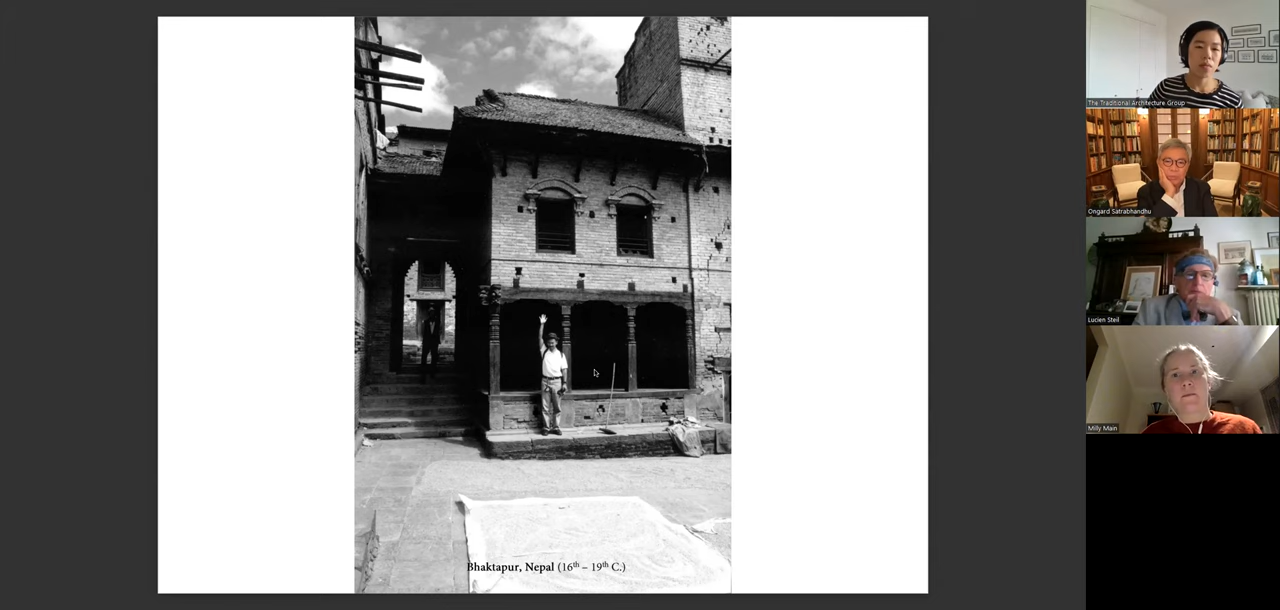 Bhaktapur, Nepal (16th – 19th C.)
The Traditional Architecture Group
Ongard Satrabhandhu
Lucien Steil
Milly Main